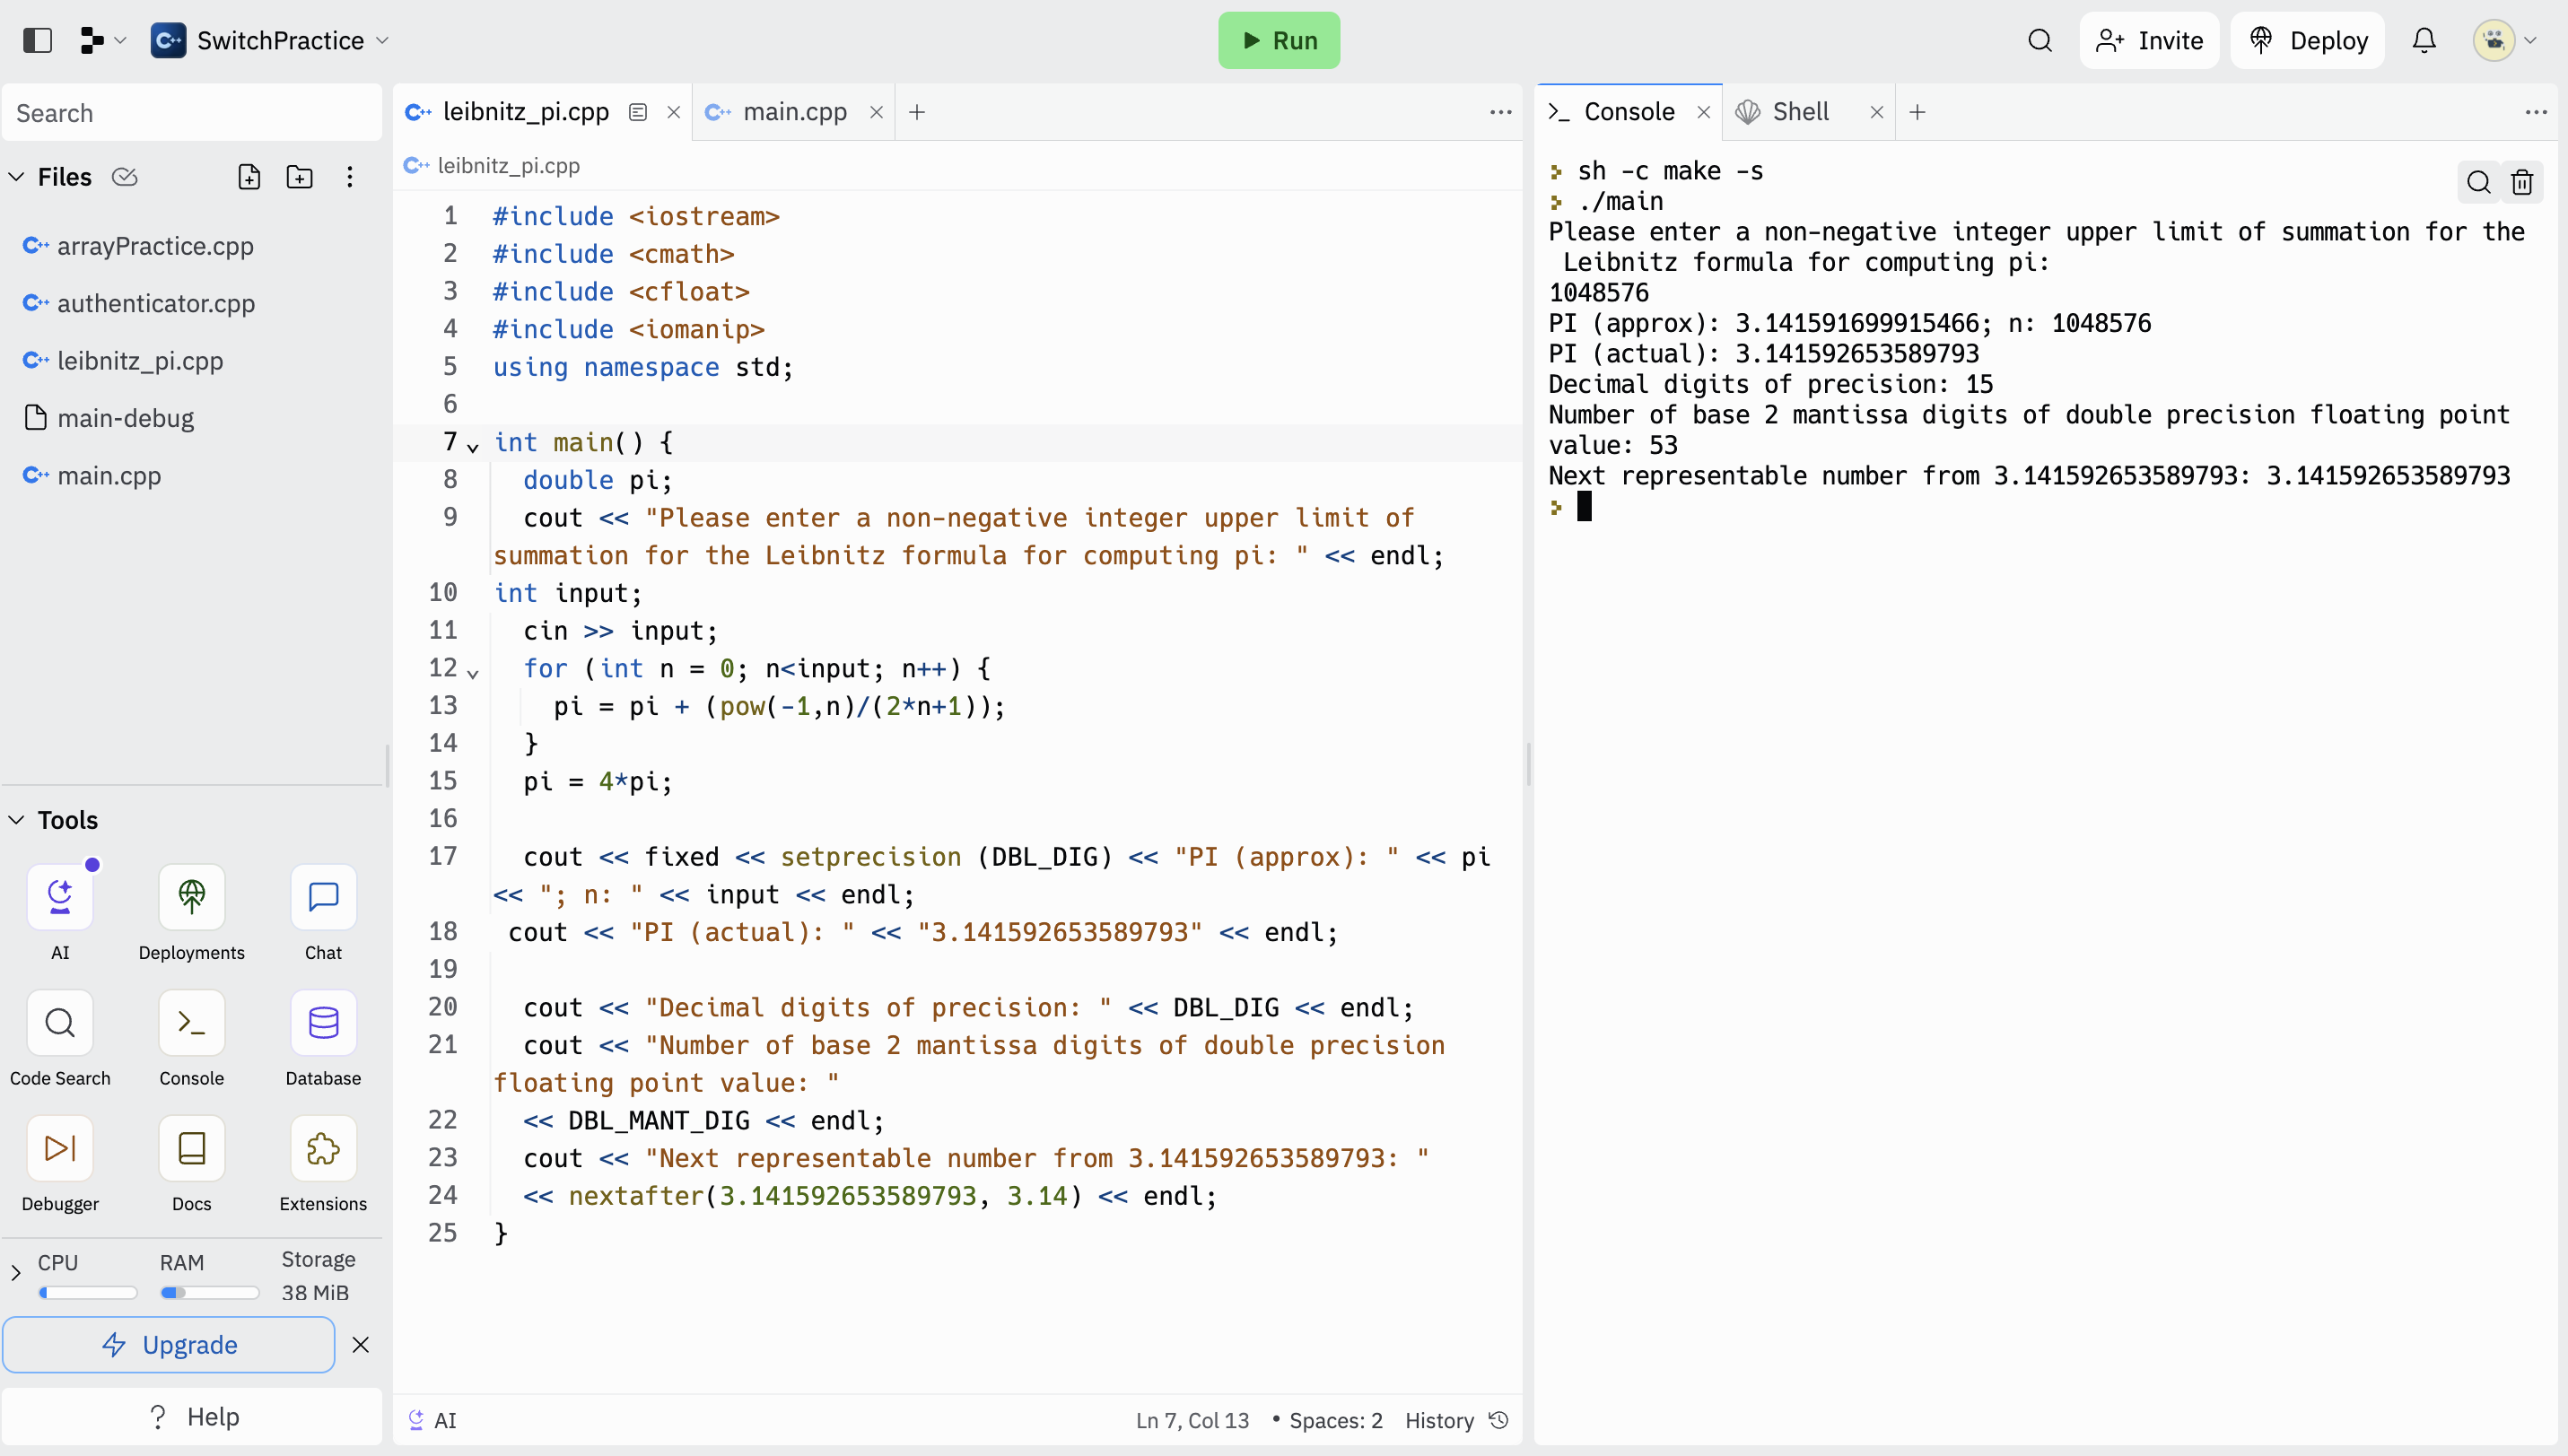 SwitchPractice
Run
Invite
Deploy
Search
Files
arrayPractice.cpp
authenticator.cpp
leibnitz_pi.cpp
main-debug
main.cpp
Tools
AI
Deployments
Chat
Code Search
Console
Database
Debugger
Docs
Extensions
CPU
RAM
Storage
38 MiB
Upgrade
? Help
C++ leibnitz_pi.cpp
C++ main.cpp
C++ leibnitz_pi.cpp
1 #include <iostream>
2 #include <cmath>
3 #include <cfloat>
4 #include <iomanip>
5 using namespace std;
6
7 int main() {
8   double pi;
9   cout << "Please enter a non-negative integer upper limit of
summation for the Leibnitz formula for computing pi: " << endl;
10 int input;
11   cin >> input;
12   for (int n = 0; n<input; n++) {
13     pi = pi + (pow(-1,n)/(2*n+1));
14   }
15   pi = 4*pi;
16
17   cout << fixed << setprecision (DBL_DIG) << "PI (approx): " << pi
<< "; n: " << input << endl;
18  cout << "PI (actual): " << "3.141592653589793" << endl;
19
20   cout << "Decimal digits of precision: " << DBL_DIG << endl;
21   cout << "Number of base 2 mantissa digits of double precision
floating point value: "
22   << DBL_MANT_DIG << endl;
23   cout << "Next representable number from 3.141592653589793: "
24   << nextafter(3.141592653589793, 3.14) << endl;
25 }
AI
Ln 7, Col 13 • Spaces: 2 History
Console
Shell
sh -c make -s
./main
Please enter a non-negative integer upper limit of summation for the
 Leibnitz formula for computing pi:
1048576
PI (approx): 3.141591699915466; n: 1048576
PI (actual): 3.141592653589793
Decimal digits of precision: 15
Number of base 2 mantissa digits of double precision floating point
value: 53
Next representable number from 3.141592653589793: 3.141592653589793